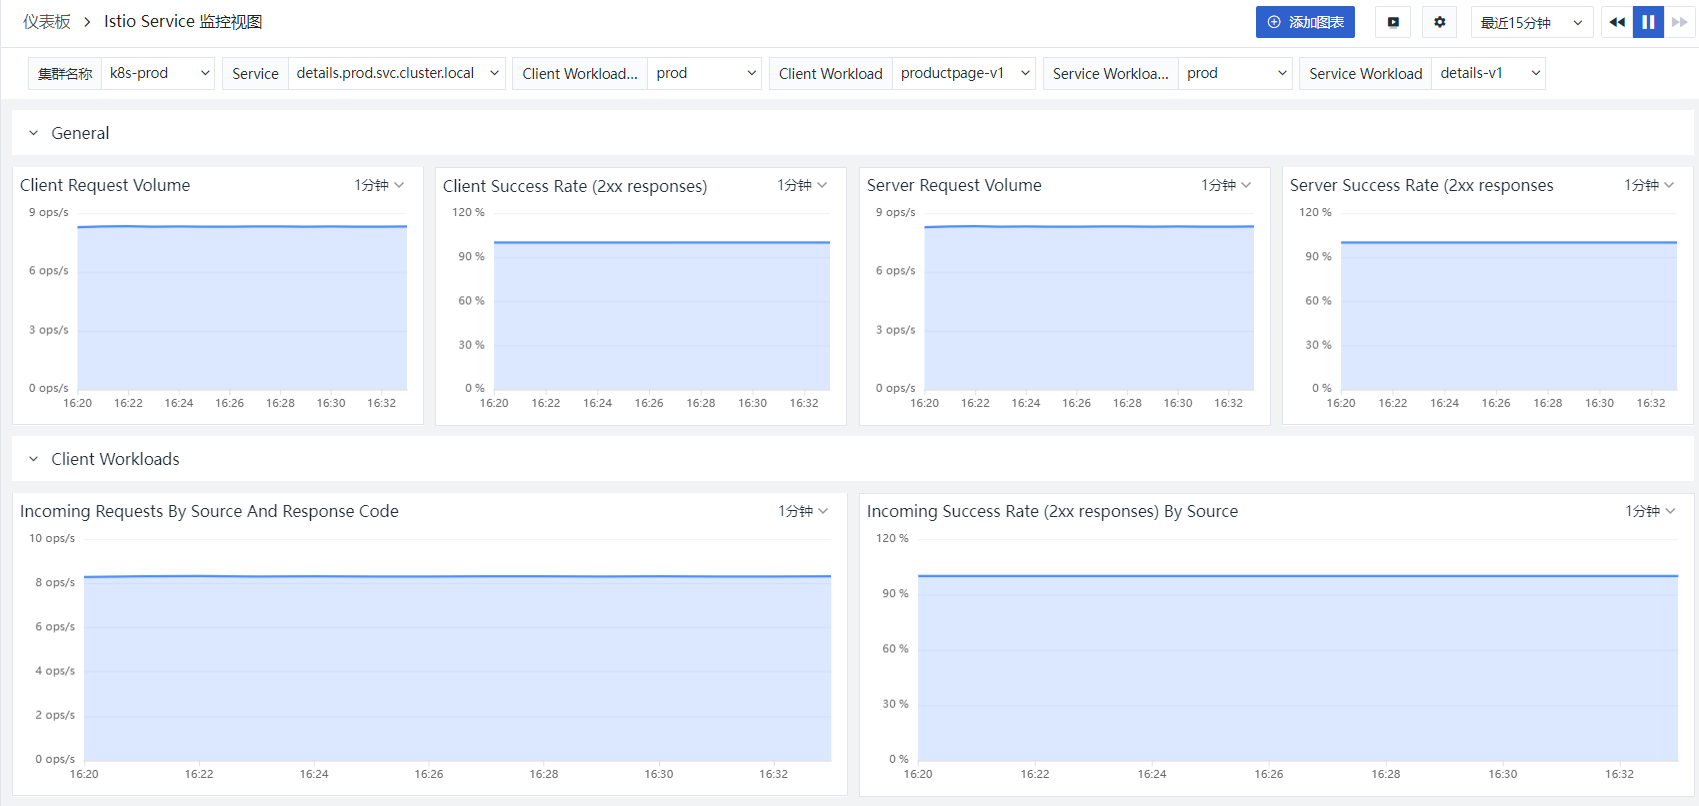 仪表板 > Istio Service 监控视图
添加图表
最近15分钟
集群名称 k8s-prod Service details.prod.svc.cluster.local Client Workload... prod Client Workload productpage-v1 Service Workloa... prod Service Workload details-v1
General
Client Request Volume 1分钟
9 ops/s
6 ops/s
3 ops/s
0 ops/s
16:20 16:22 16:24 16:26 16:28 16:30 16:32
Client Success Rate (2xx responses) 1分钟
120 %
90 %
60 %
30 %
0 %
16:20 16:22 16:24 16:26 16:28 16:30 16:32
Server Request Volume 1分钟
9 ops/s
6 ops/s
3 ops/s
0 ops/s
16:20 16:22 16:24 16:26 16:28 16:30 16:32
Server Success Rate (2xx responses 1分钟
120 %
90 %
60 %
30 %
0 %
16:20 16:22 16:24 16:26 16:28 16:30 16:32
Client Workloads
Incoming Requests By Source And Response Code 1分钟
10 ops/s
8 ops/s
6 ops/s
4 ops/s
2 ops/s
0 ops/s
16:20 16:22 16:24 16:26 16:28 16:30 16:32
Incoming Success Rate (2xx responses) By Source 1分钟
120 %
90 %
60 %
30 %
0 %
16:20 16:22 16:24 16:26 16:28 16:30 16:32